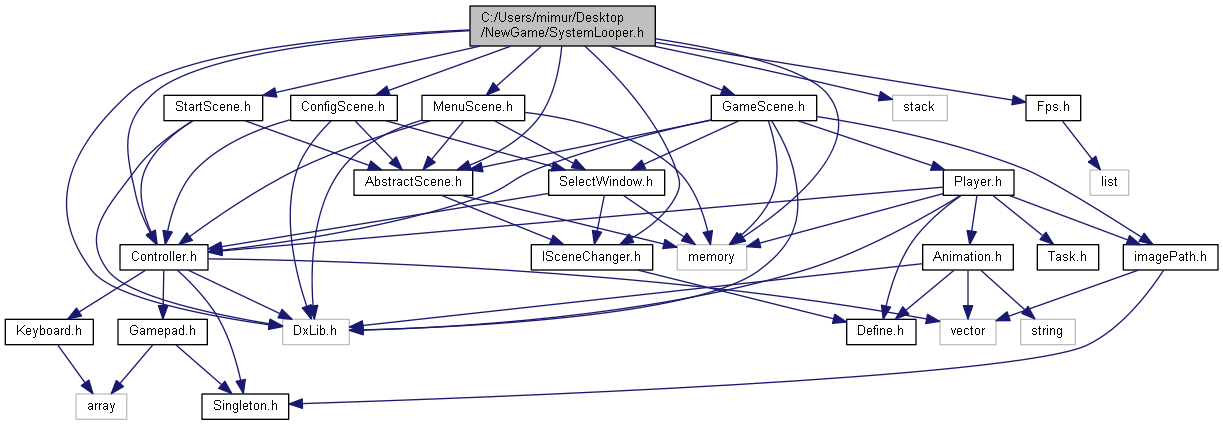 C:/Users/mimur/Desktop
/NewGame/SystemLooper.h
StartScene.h
ConfigScene.h
MenuScene.h
GameScene.h
stack
Fps.h
AbstractScene.h
SelectWindow.h
Player.h
list
Controller.h
ISceneChanger.h
memory
Animation.h
Task.h
imagePath.h
Keyboard.h
Gamepad.h
DxLib.h
Define.h
vector
string
array
Singleton.h